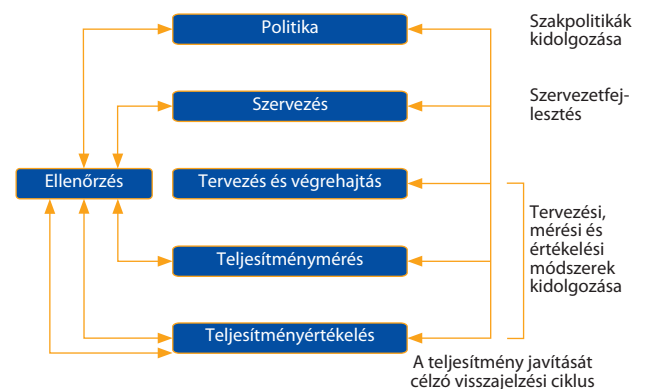 Politika
Szakpolitikák
kidolgozása
Szervezés
Szervezetfej-
lesztés
Ellenőrzés
Tervezés és végrehajtás
Tervezési,
mérési és
értékelési
módszerek
kidolgozása
Teljesítménymérés
Teljesítményértékelés
A teljesítmény javítását
célzó visszajelzési ciklus